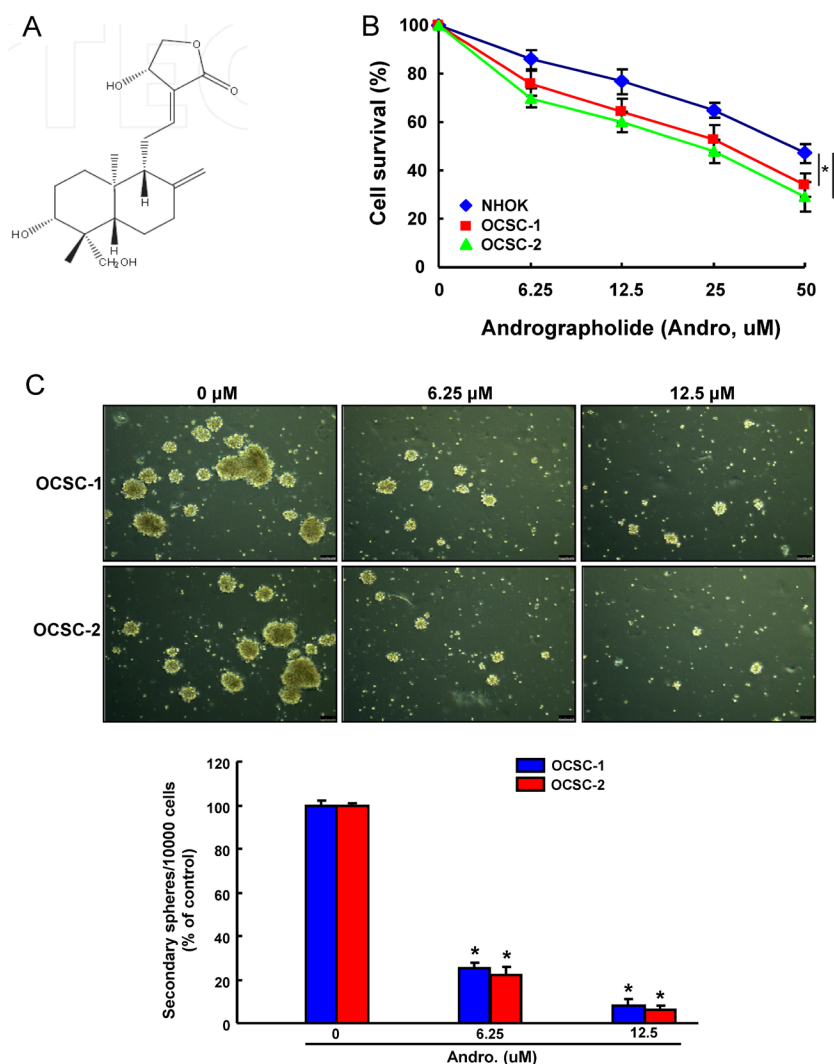 A
O
O
HO
H
H
HO
CH2OH
B
Cell survival (%)
100
80
60
40
20
0
NHOK
OCSC-1
OCSC-2
*
0 6.25 12.5 25 50
Andrographolide (Andro, uM)
C
0 μM 6.25 μM 12.5 μM
OCSC-1
OCSC-2
Secondary spheres/10000 cells
(% of control)
120
100
80
60
40
20
0
OCSC-1
OCSC-2
* * * *
0 6.25 12.5
Andro. (uM)